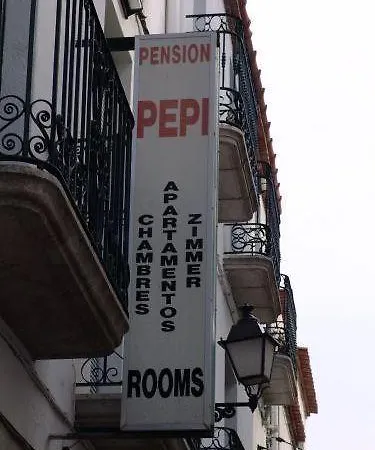 PENSION
PEPI
CHAMBRES
APARTAMENTOS
ZIMMER
ROOMS